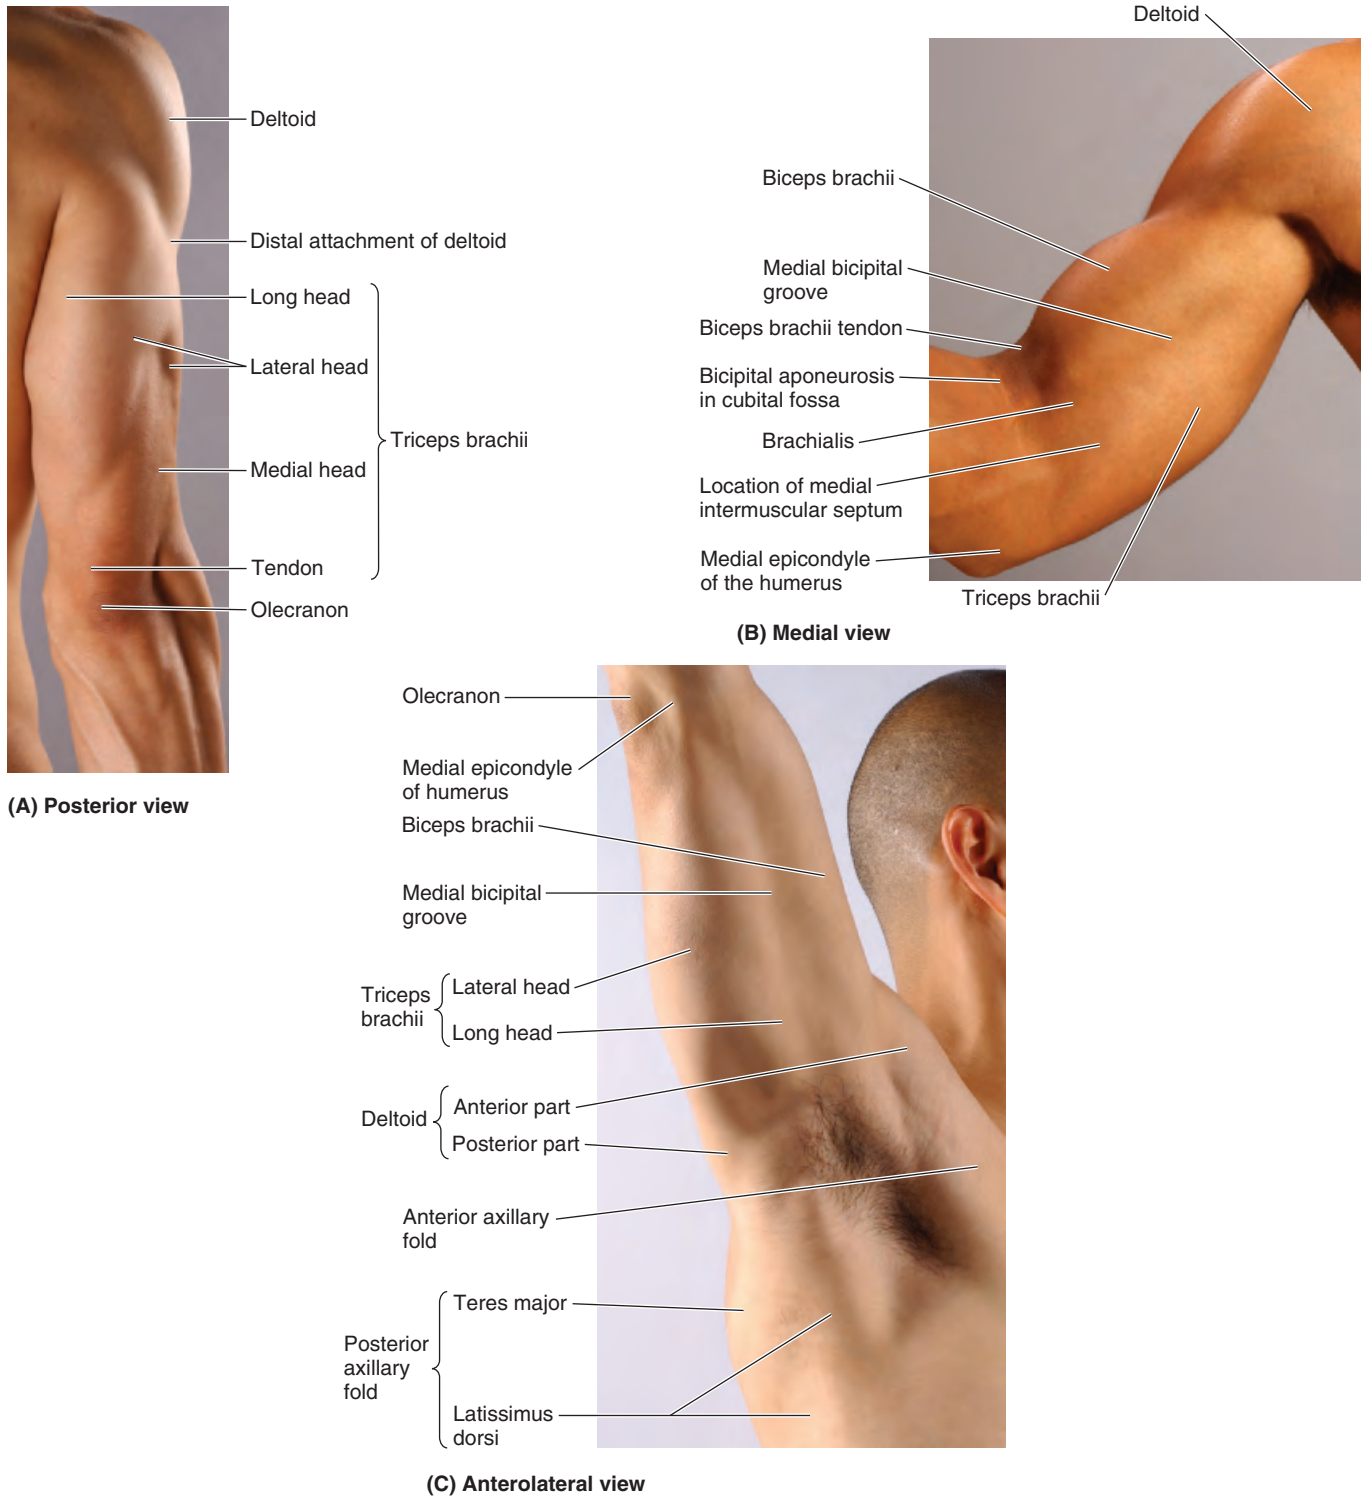 Deltoid
Distal attachment of deltoid
Long head
Lateral head
Medial head
Tendon
Triceps brachii
Olecranon
(A) Posterior view
Deltoid
Biceps brachii
Medial bicipital
groove
Biceps brachii tendon
Bicipital aponeurosis
in cubital fossa
Brachialis
Location of medial
intermuscular septum
Medial epicondyle
of the humerus
Triceps brachii
(B) Medial view
Olecranon
Medial epicondyle
of humerus
Biceps brachii
Medial bicipital
groove
Triceps
brachii
Lateral head
Long head
Deltoid
Anterior part
Posterior part
Anterior axillary
fold
Posterior
axillary
fold
Teres major
Latissimus
dorsi
(C) Anterolateral view